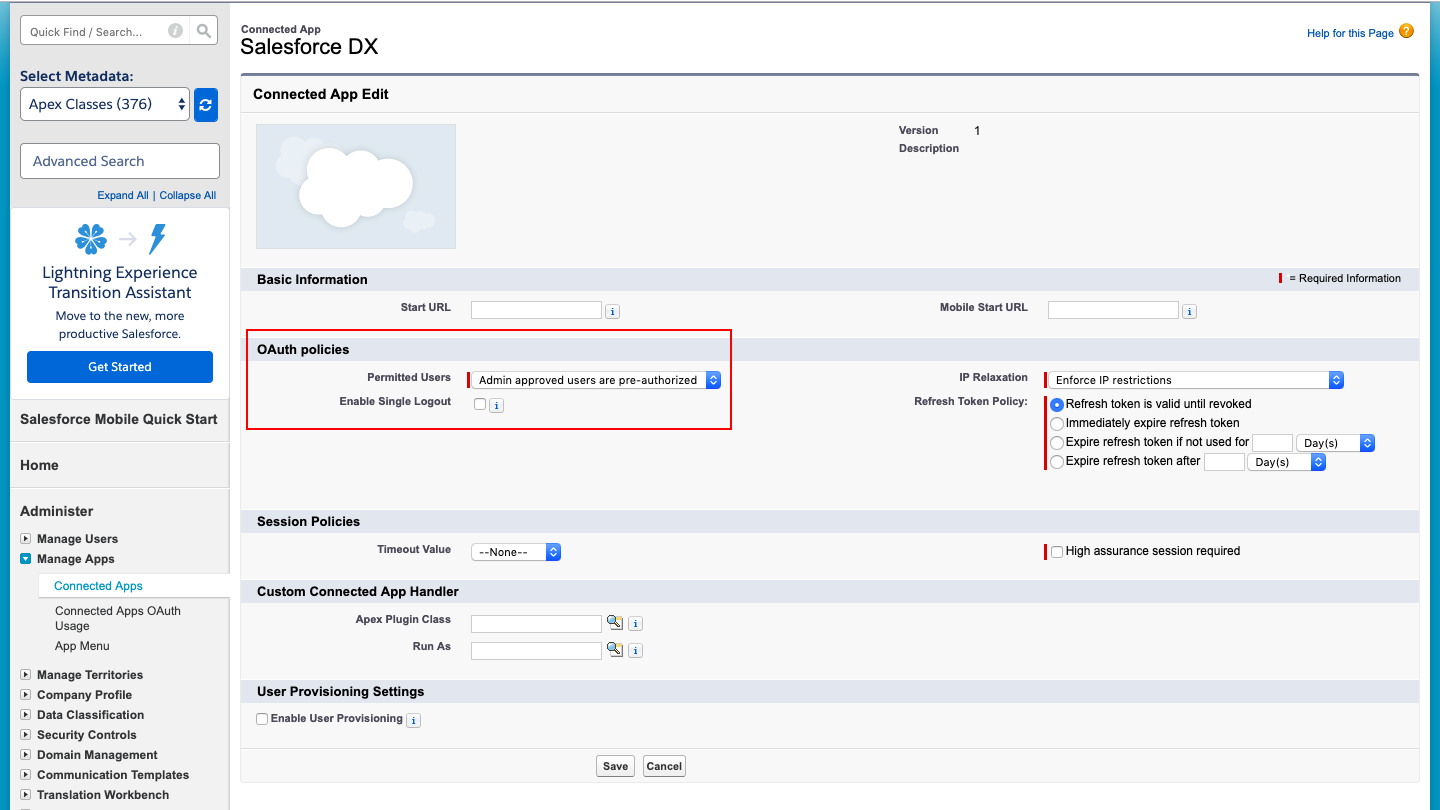 Quick Find / Search...
Select Metadata:
Apex Classes (376)
Advanced Search
Expand All | Collapse All
Lightning Experience
Transition Assistant
Move to the new, more
productive Salesforce.
Get Started
Salesforce Mobile Quick Start
Home
Administer
Manage Users
Manage Apps
Connected Apps
Connected Apps OAuth
Usage
App Menu
Manage Territories
Company Profile
Data Classification
Security Controls
Domain Management
Communication Templates
Translation Workbench
Connected App
Salesforce DX
Help for this Page ?
Connected App Edit
Version 1
Description
Basic Information
= Required Information
Start URL
Mobile Start URL
OAuth policies
Permitted Users Admin approved users are pre-authorized
Enable Single Logout
IP Relaxation Enforce IP restrictions
Refresh Token Policy: Refresh token is valid until revoked
Immediately expire refresh token
Expire refresh token if not used for Day(s)
Expire refresh token after Day(s)
Session Policies
Timeout Value --None--
High assurance session required
Custom Connected App Handler
Apex Plugin Class
Run As
User Provisioning Settings
Enable User Provisioning
Save Cancel